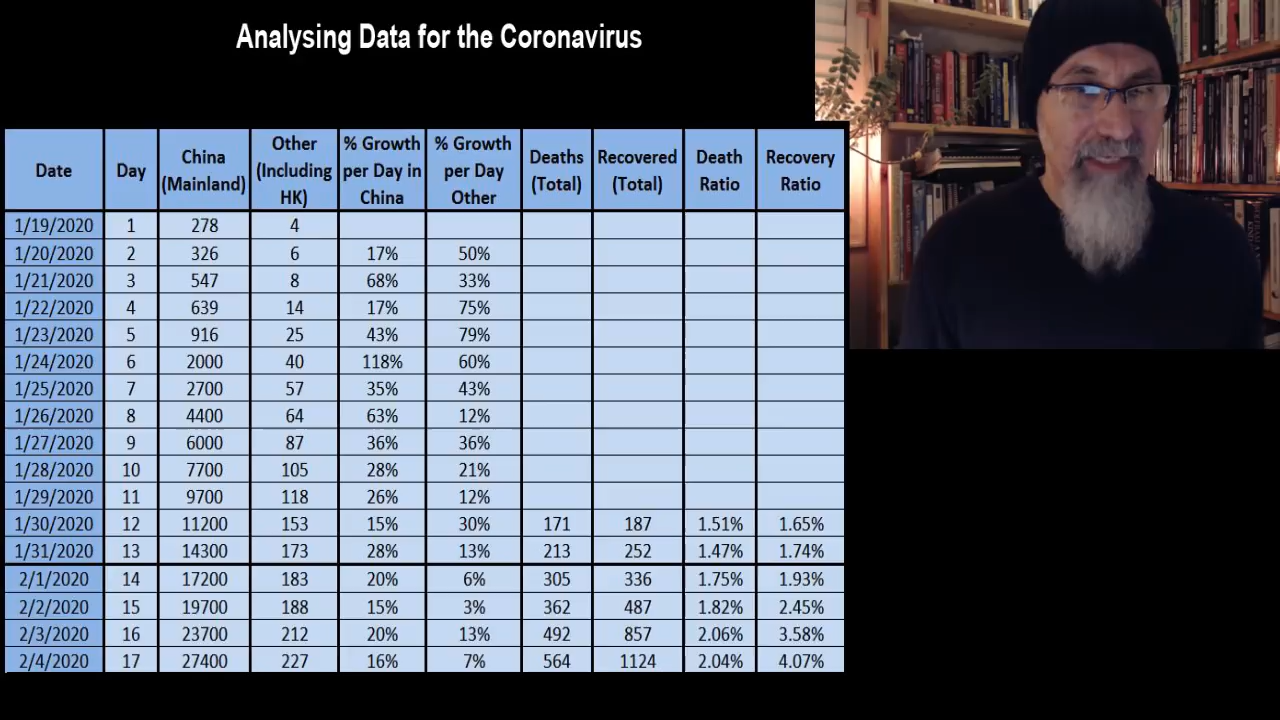 Analysing Data for the Coronavirus
Date Day China (Mainland) Other (Including HK) % Growth per Day in China % Growth per Day Other Deaths (Total) Recovered (Total) Death Ratio Recovery Ratio
1/19/2020 1 278 4
1/20/2020 2 326 6 17% 50%
1/21/2020 3 547 8 68% 33%
1/22/2020 4 639 14 17% 75%
1/23/2020 5 916 25 43% 79%
1/24/2020 6 2000 40 118% 60%
1/25/2020 7 2700 57 35% 43%
1/26/2020 8 4400 64 63% 12%
1/27/2020 9 6000 87 36% 36%
1/28/2020 10 7700 105 28% 21%
1/29/2020 11 9700 118 26% 12%
1/30/2020 12 11200 153 15% 30% 171 187 1.51% 1.65%
1/31/2020 13 14300 173 28% 13% 213 252 1.47% 1.74%
2/1/2020 14 17200 183 20% 6% 305 336 1.75% 1.93%
2/2/2020 15 19700 188 15% 3% 362 487 1.82% 2.45%
2/3/2020 16 23700 212 20% 13% 492 857 2.06% 3.58%
2/4/2020 17 27400 227 16% 7% 564 1124 2.04% 4.07%